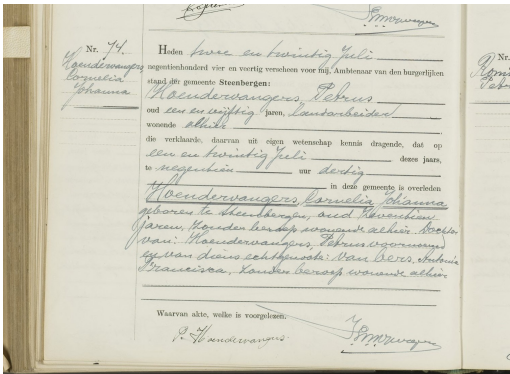 Nr. 74.
Hoendervangers
Cornelia
Johanna
Heden twee en twintig Juli
negentienhonderd vier en veertig verscheen voor mij, Ambtenaar van den burgerlijken
stand der gemeente Steenbergen:
Hoendervangers, Petrus
oud een en vijftig jaren, landarbeider
wonende alhier
die verklaarde, daarvan uit eigen wetenschap kennis dragende, dat op
een en twintig Juli dezes jaars,
te negentien uur dertig
in deze gemeente is overleden
Hoendervangers, Cornelia Johanna
geboren te Steenbergen, oud zeventien
jaren, zonder beroep wonende alhier. Dochter
van: Hoendervangers, Petrus voornoemd
en van diens echtgenoote: van Eers, Antonia
Francisca, zonder beroep wonende alhier
Waarvan akte, welke is voorgelezen.
P. Hoendervangers
Nr.